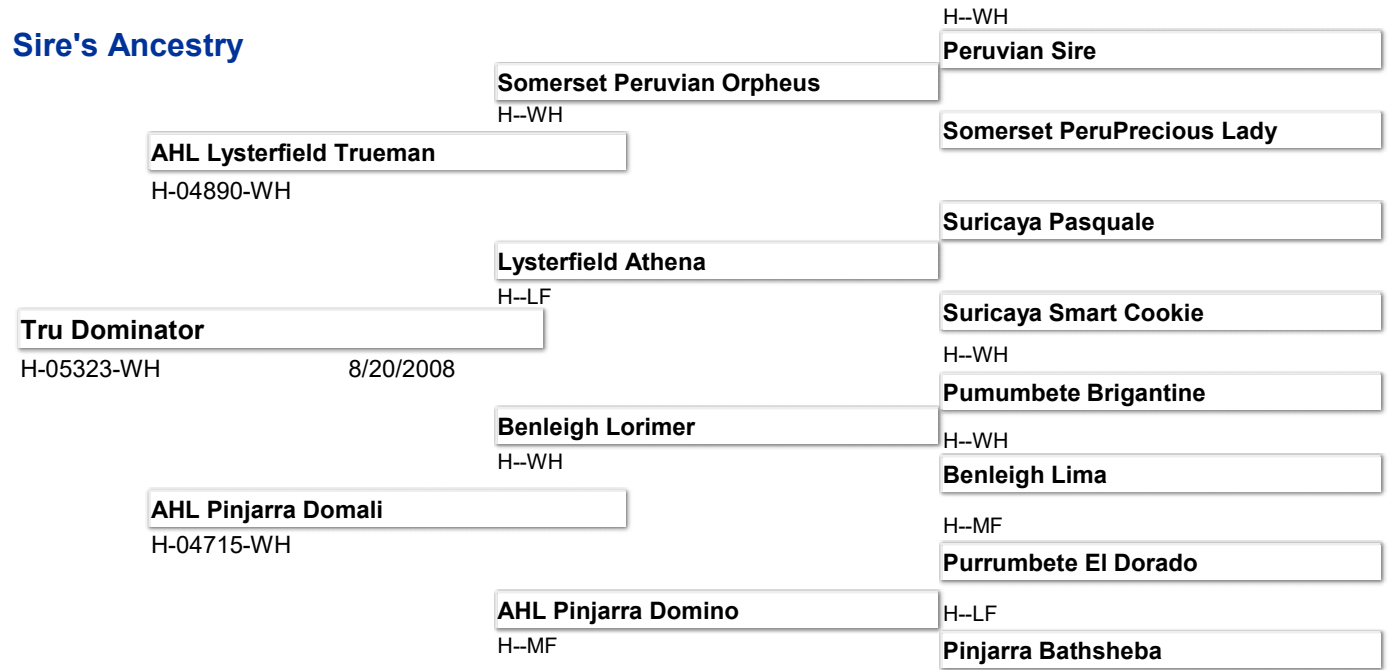 H--WH
Sire's Ancestry
Peruvian Sire
Somerset Peruvian Orpheus
H--WH
Somerset PeruPrecious Lady
AHL Lysterfield Trueman
H-04890-WH
Suricaya Pasquale
Lysterfield Athena
H--LF
Suricaya Smart Cookie
Tru Dominator
H--WH
H-05323-WH 8/20/2008
Pumumbete Brigantine
Benleigh Lorimer
H--WH
H--WH
Benleigh Lima
AHL Pinjarra Domali
H--MF
H-04715-WH
Purrumbete El Dorado
AHL Pinjarra Domino
H--LF
H--MF
Pinjarra Bathsheba